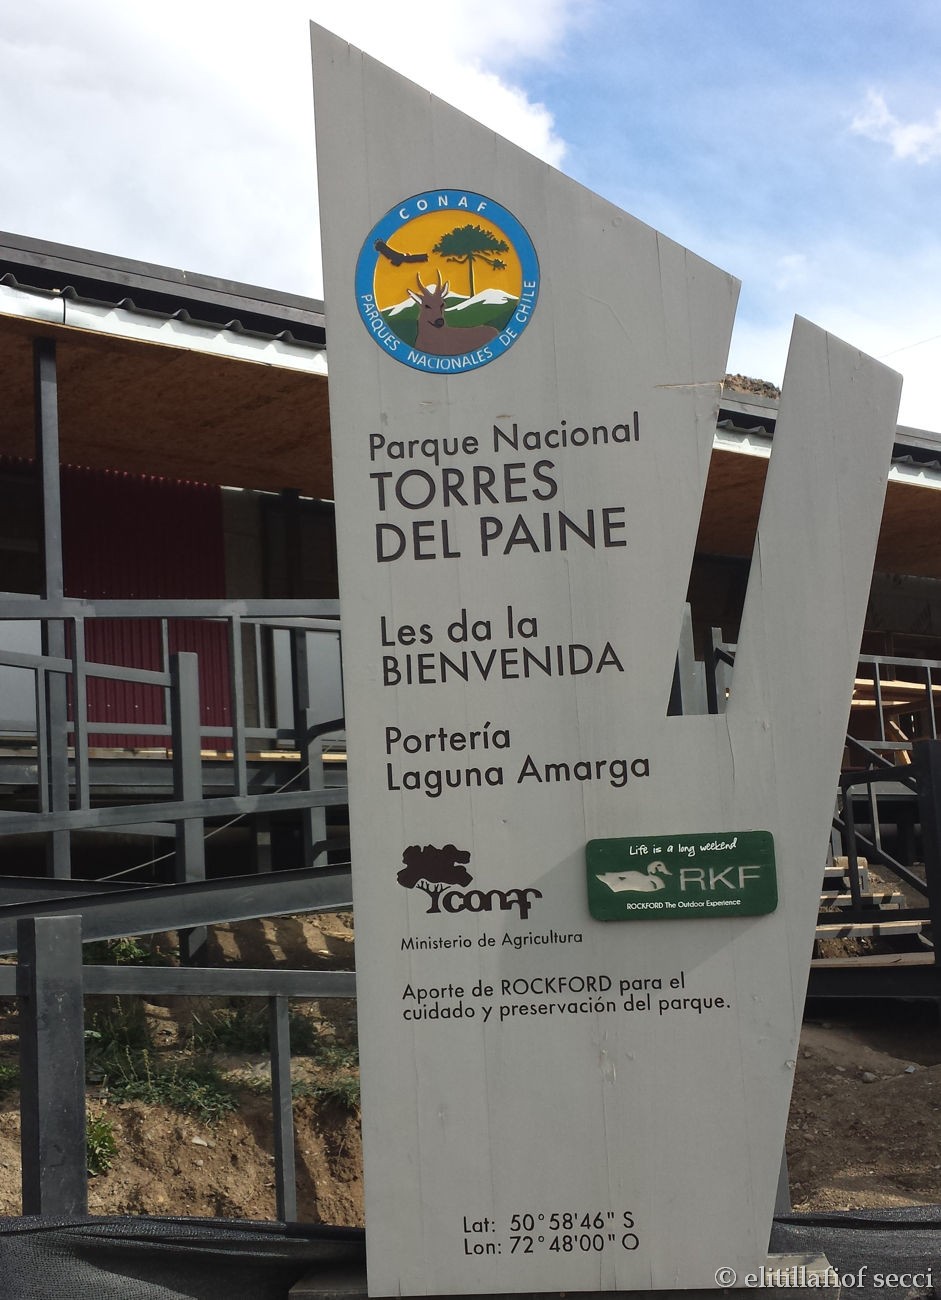 CONAF
PARQUES NACIONALES DE CHILE
Parque Nacional
TORRES
DEL PAINE
Les da la
BIENVENIDA
Portería
Laguna Amarga
conaf
Ministerio de Agricultura
Life is a long weekend
RKF
ROCKFORD The Outdoor Experience
Aporte de ROCKFORD para el
cuidado y preservación del parque.
Lat: 50°58'46" S
Lon: 72°48'00" O
© elitillafiof secci